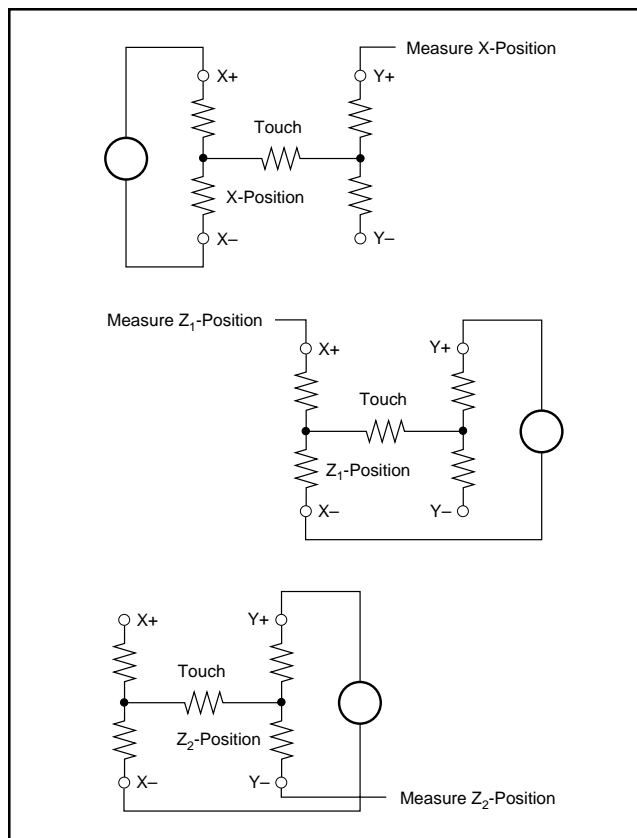 Measure X-Position
X+ Y+
Touch
X-Position
X– Y–
Measure Z₁-Position
X+ Y+
Touch
Z₁-Position
X– Y–
X+ Y+
Touch
Z₂-Position
X– Y–
Measure Z₂-Position